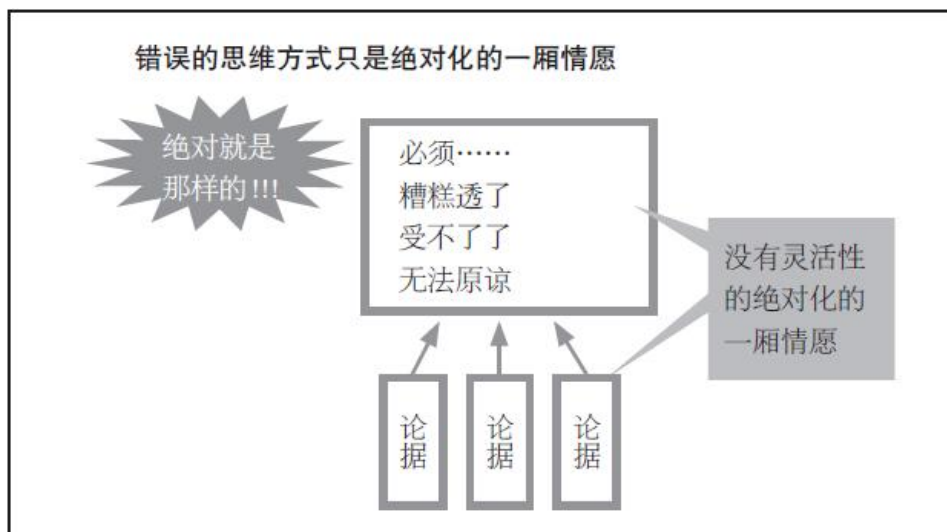 错误的思维方式只是绝对化的一厢情愿
绝对就是
那样的!!!
必须……
糟糕透了
受不了了
无法原谅
没有灵活性
的绝对化的
一厢情愿
论据
论据
论据